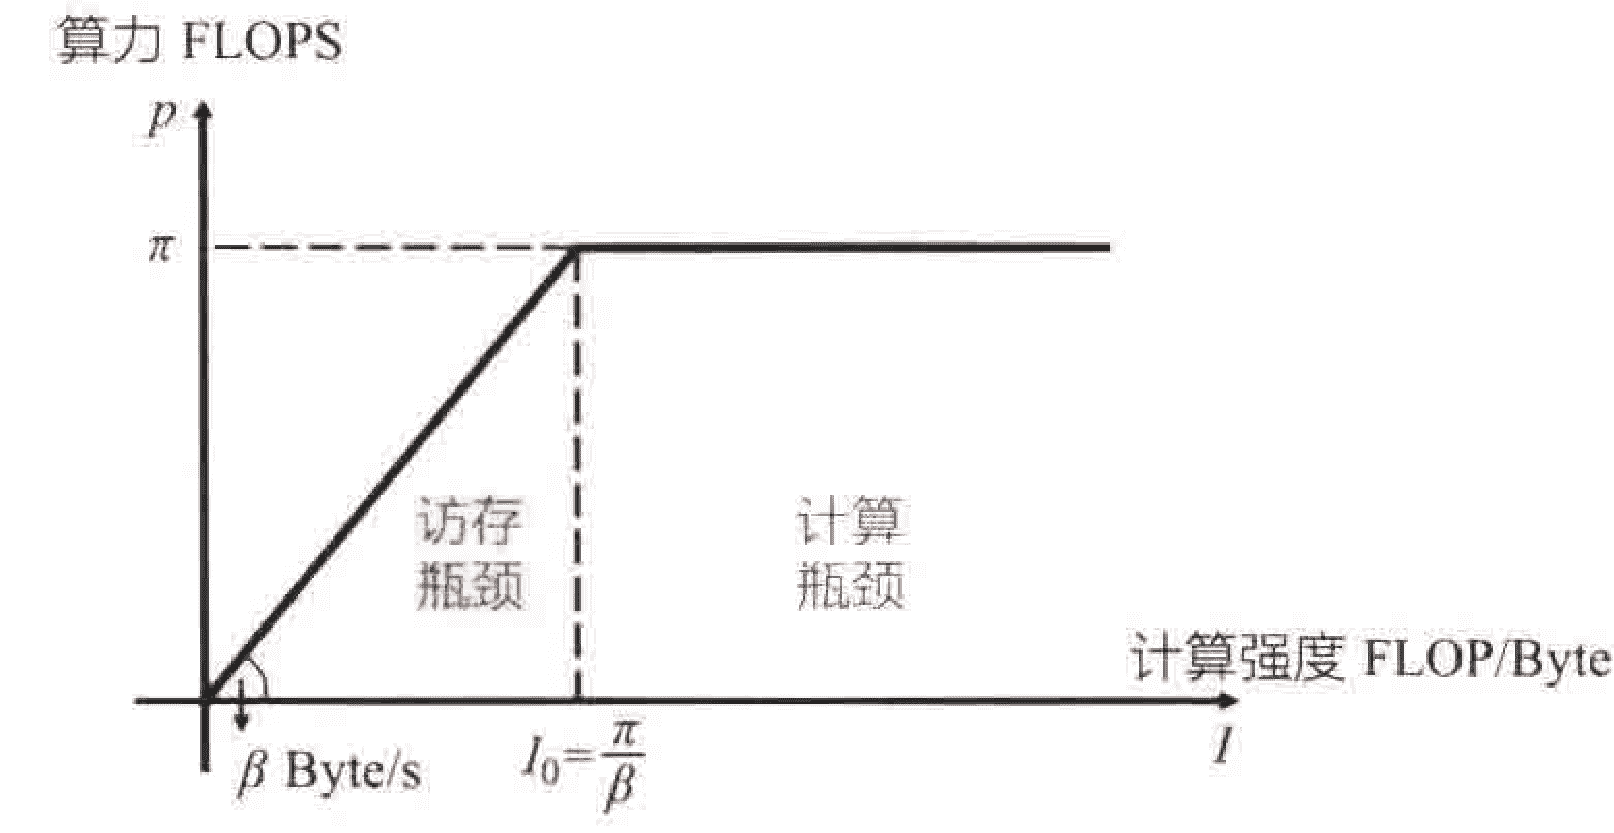 算力 FLOPS
p
π
访存
瓶颈
计算
瓶颈
计算强度 FLOP/Byte
I
β Byte/s
I₀=π/β